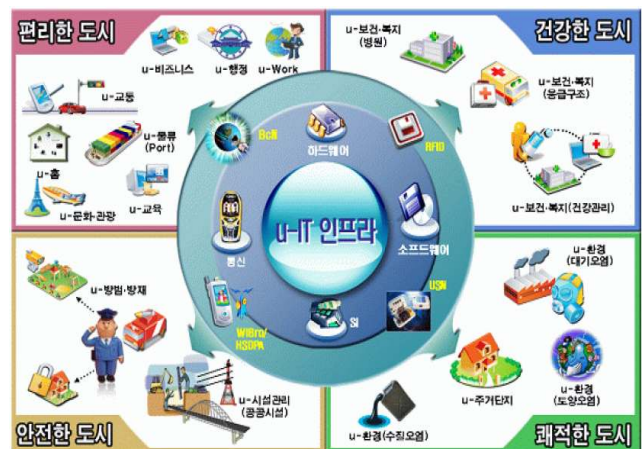 편리한 도시
u-비즈니스
u-행정
u-Work
u-교통
u-물류
(Port)
u-홈
u-문화·관광
u-교육
건강한 도시
u-보건·복지
(병원)
u-보건·복지
(응급구조)
u-보건·복지(건강관리)
BcN
하드웨어
RFID
u-IT 인프라
통신
소프트웨어
WiBro/
HSDPA
SI
USN
u-방범·방재
u-시설관리
(공공시설)
안전한 도시
u-환경
(대기오염)
u-주거단지
u-환경
(토양오염)
u-환경(수질오염)
쾌적한 도시